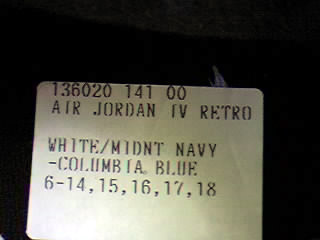 136020 141 00
AIR JORDAN IV RETRO
WHITE/MIDNT NAVY
-COLUMBIA BLUE
6-14,15,16,17,18